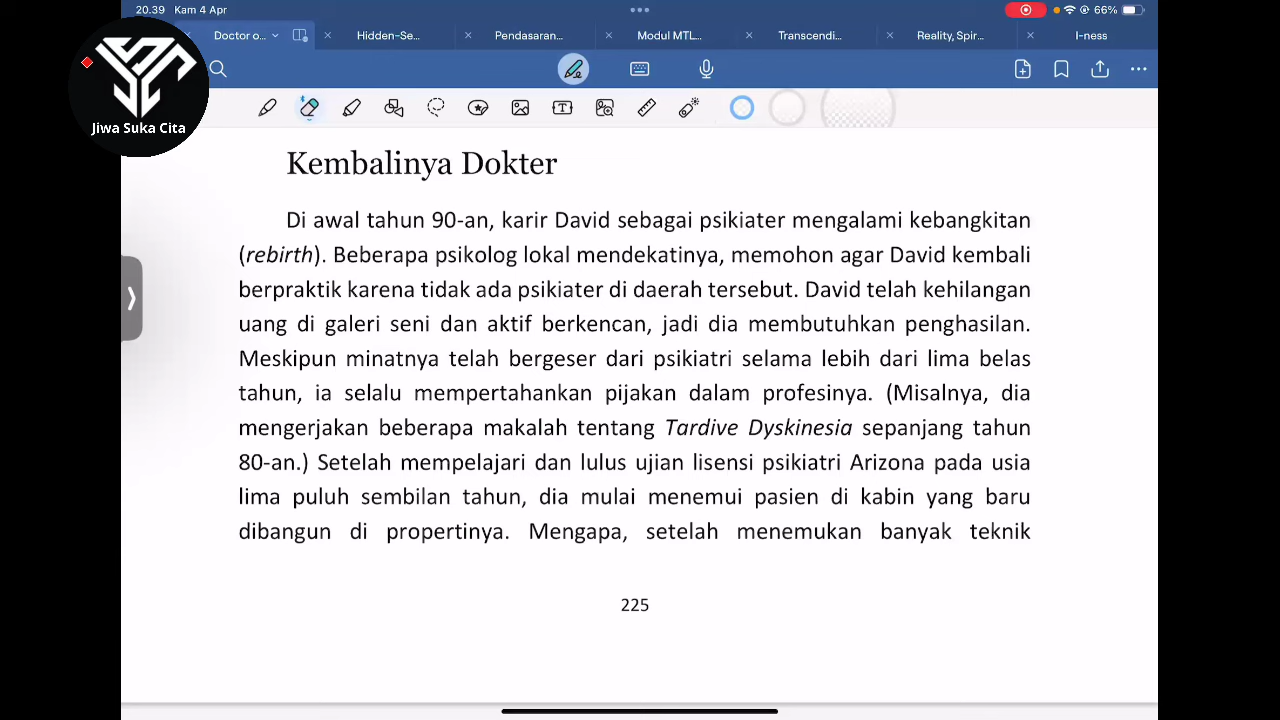 20.39 Kam 4 Apr
66%
Doctor o...
Hidden-Se...
Pendasaran...
Modul MTL...
Transcendi...
Reality, Spir...
I-ness
Jiwa Suka Cita
Kembalinya Dokter
Di awal tahun 90-an, karir David sebagai psikiater mengalami kebangkitan
(rebirth). Beberapa psikolog lokal mendekatinya, memohon agar David kembali
berpraktik karena tidak ada psikiater di daerah tersebut. David telah kehilangan
uang di galeri seni dan aktif berkencan, jadi dia membutuhkan penghasilan.
Meskipun minatnya telah bergeser dari psikiatri selama lebih dari lima belas
tahun, ia selalu mempertahankan pijakan dalam profesinya. (Misalnya, dia
mengerjakan beberapa makalah tentang Tardive Dyskinesia sepanjang tahun
80-an.) Setelah mempelajari dan lulus ujian lisensi psikiatri Arizona pada usia
lima puluh sembilan tahun, dia mulai menemui pasien di kabin yang baru
dibangun di propertinya. Mengapa, setelah menemukan banyak teknik
225